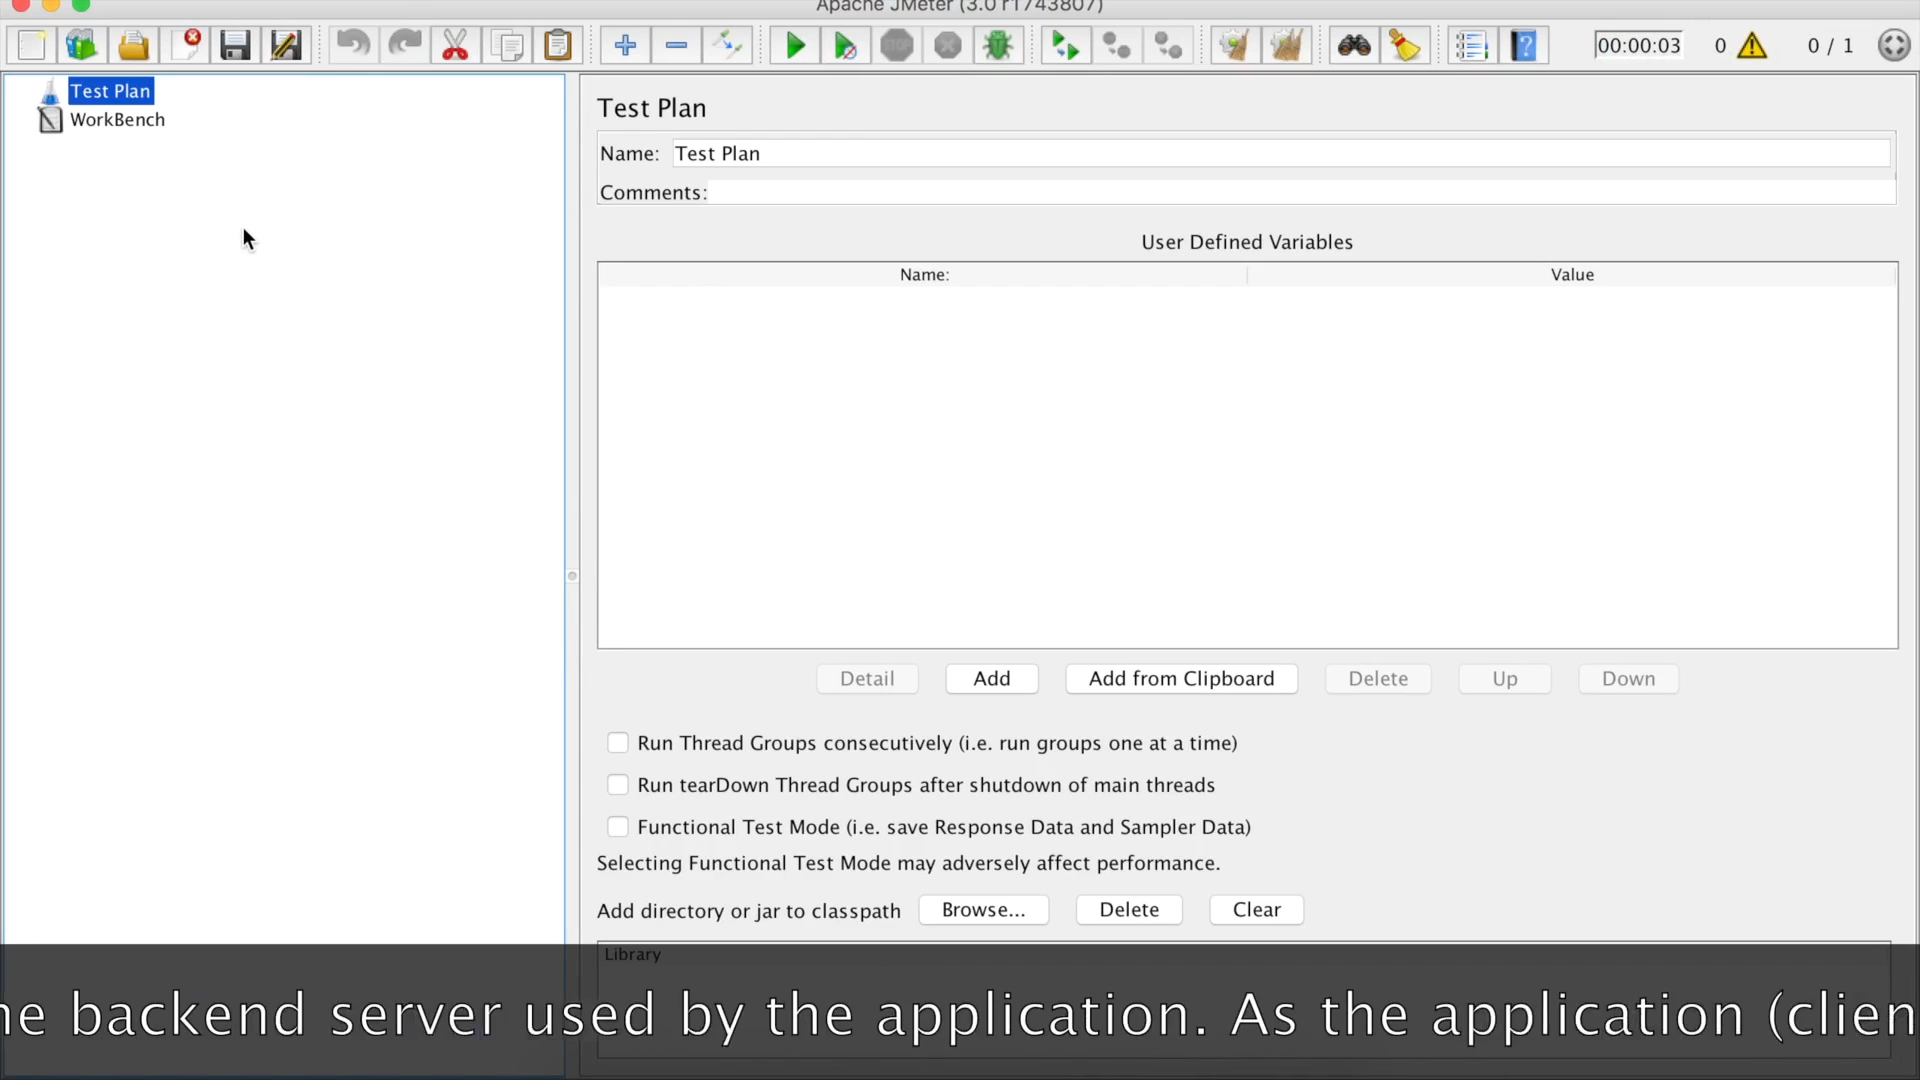 Apache JMeter (3.0 r1743807)
00:00:03
0
0 / 1
Test Plan
WorkBench
Test Plan
Name: Test Plan
Comments:
User Defined Variables
Name: Value
Detail Add Add from Clipboard Delete Up Down
Run Thread Groups consecutively (i.e. run groups one at a time)
Run tearDown Thread Groups after shutdown of main threads
Functional Test Mode (i.e. save Response Data and Sampler Data)
Selecting Functional Test Mode may adversely affect performance.
Add directory or jar to classpath Browse... Delete Clear
Library
backend server used by the application. As the application (clien